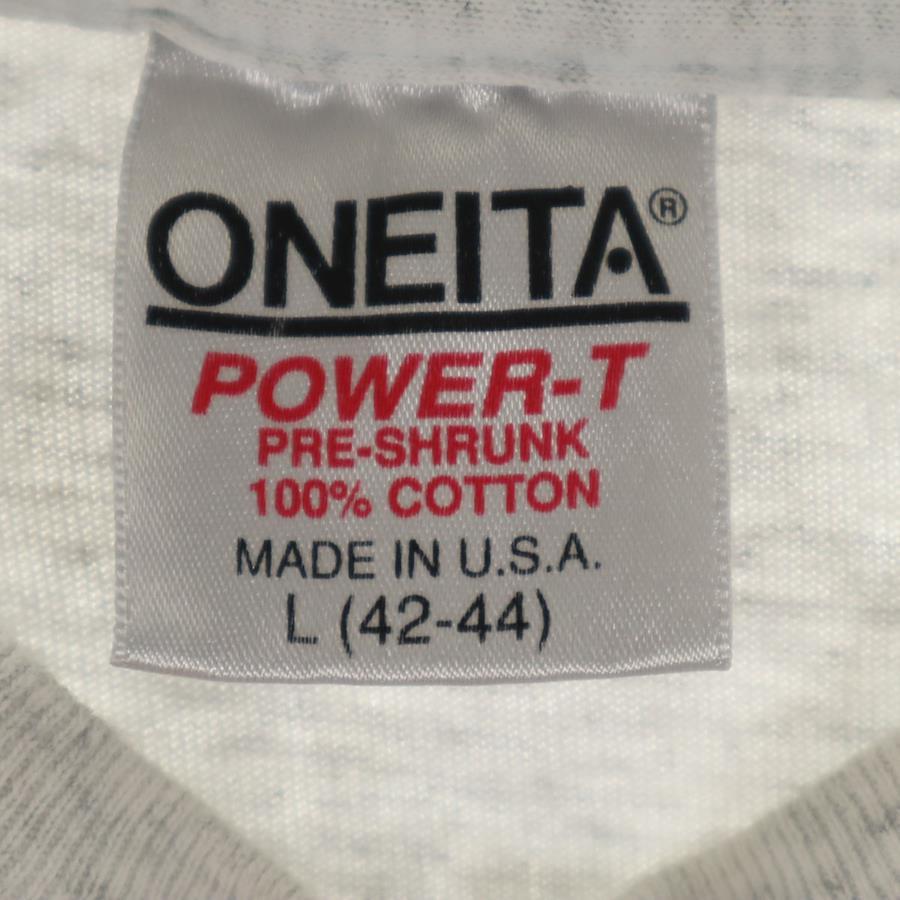 ONEITA®
POWER-T
PRE-SHRUNK
100% COTTON
MADE IN U.S.A.
L (42-44)